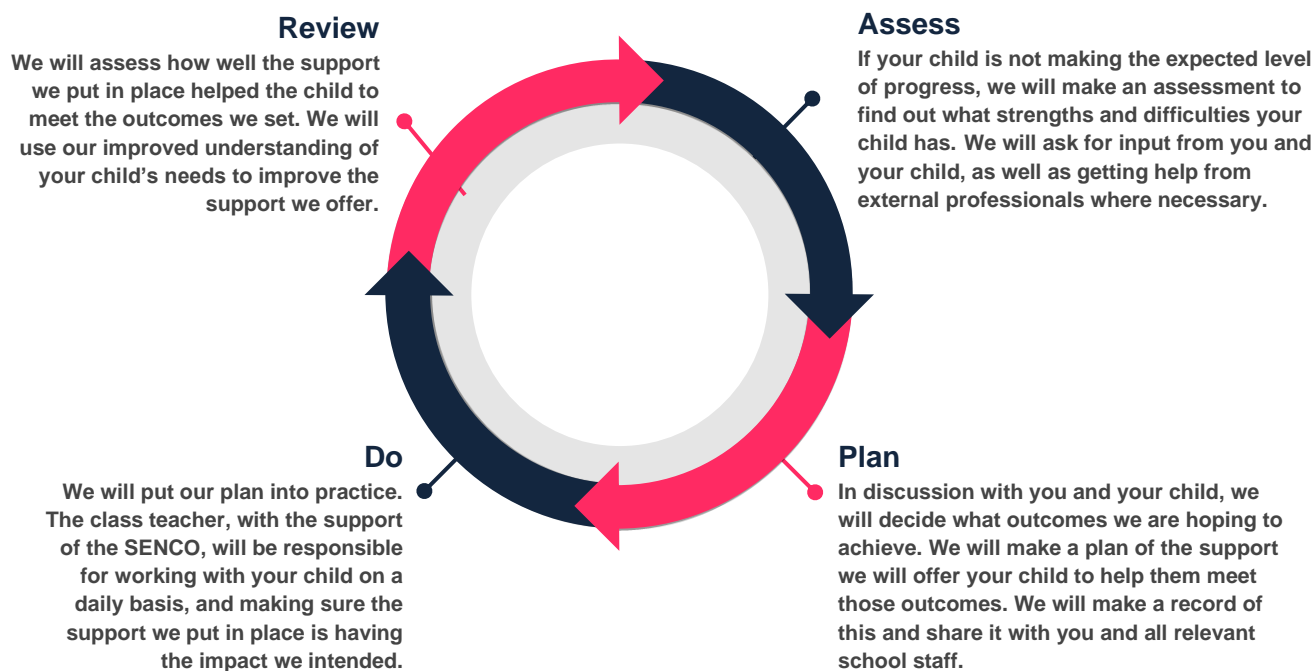 Review
We will assess how well the support
we put in place helped the child to
meet the outcomes we set. We will
use our improved understanding of
your child’s needs to improve the
support we offer.
Assess
If your child is not making the expected level
of progress, we will make an assessment to
find out what strengths and difficulties your
child has. We will ask for input from you and
your child, as well as getting help from
external professionals where necessary.
Do
We will put our plan into practice.
The class teacher, with the support
of the SENCO, will be responsible
for working with your child on a
daily basis, and making sure the
support we put in place is having
the impact we intended.
Plan
In discussion with you and your child, we
will decide what outcomes we are hoping to
achieve. We will make a plan of the support
we will offer your child to help them meet
those outcomes. We will make a record of
this and share it with you and all relevant
school staff.